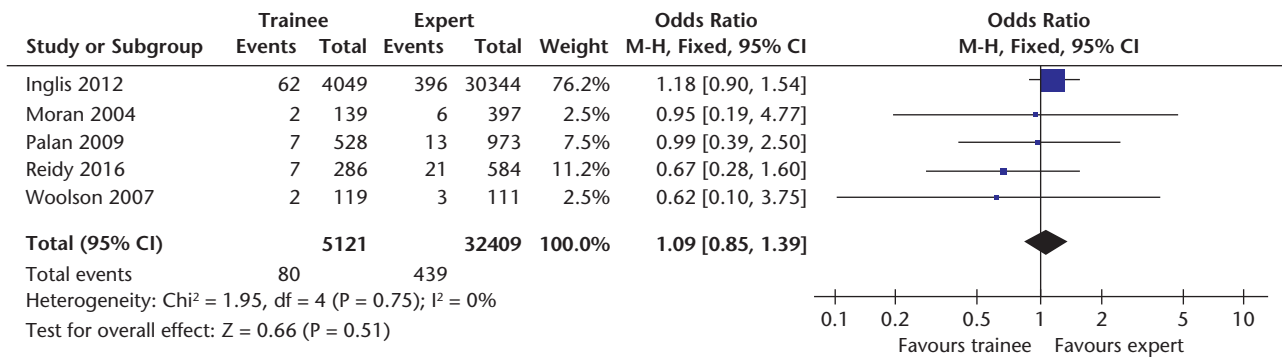 Trainee Expert Odds Ratio Odds Ratio
Study or Subgroup Events Total Events Total Weight M-H, Fixed, 95% CI M-H, Fixed, 95% CI
Inglis 2012 62 4049 396 30344 76.2% 1.18 [0.90, 1.54]
Moran 2004 2 139 6 397 2.5% 0.95 [0.19, 4.77]
Palan 2009 7 528 13 973 7.5% 0.99 [0.39, 2.50]
Reidy 2016 7 286 21 584 11.2% 0.67 [0.28, 1.60]
Woolson 2007 2 119 3 111 2.5% 0.62 [0.10, 3.75]
Total (95% CI) 5121 32409 100.0% 1.09 [0.85, 1.39]
Total events 80 439
Heterogeneity: Chi² = 1.95, df = 4 (P = 0.75); I² = 0%
Test for overall effect: Z = 0.66 (P = 0.51)
0.1 0.2 0.5 1 2 5 10
Favours trainee Favours expert